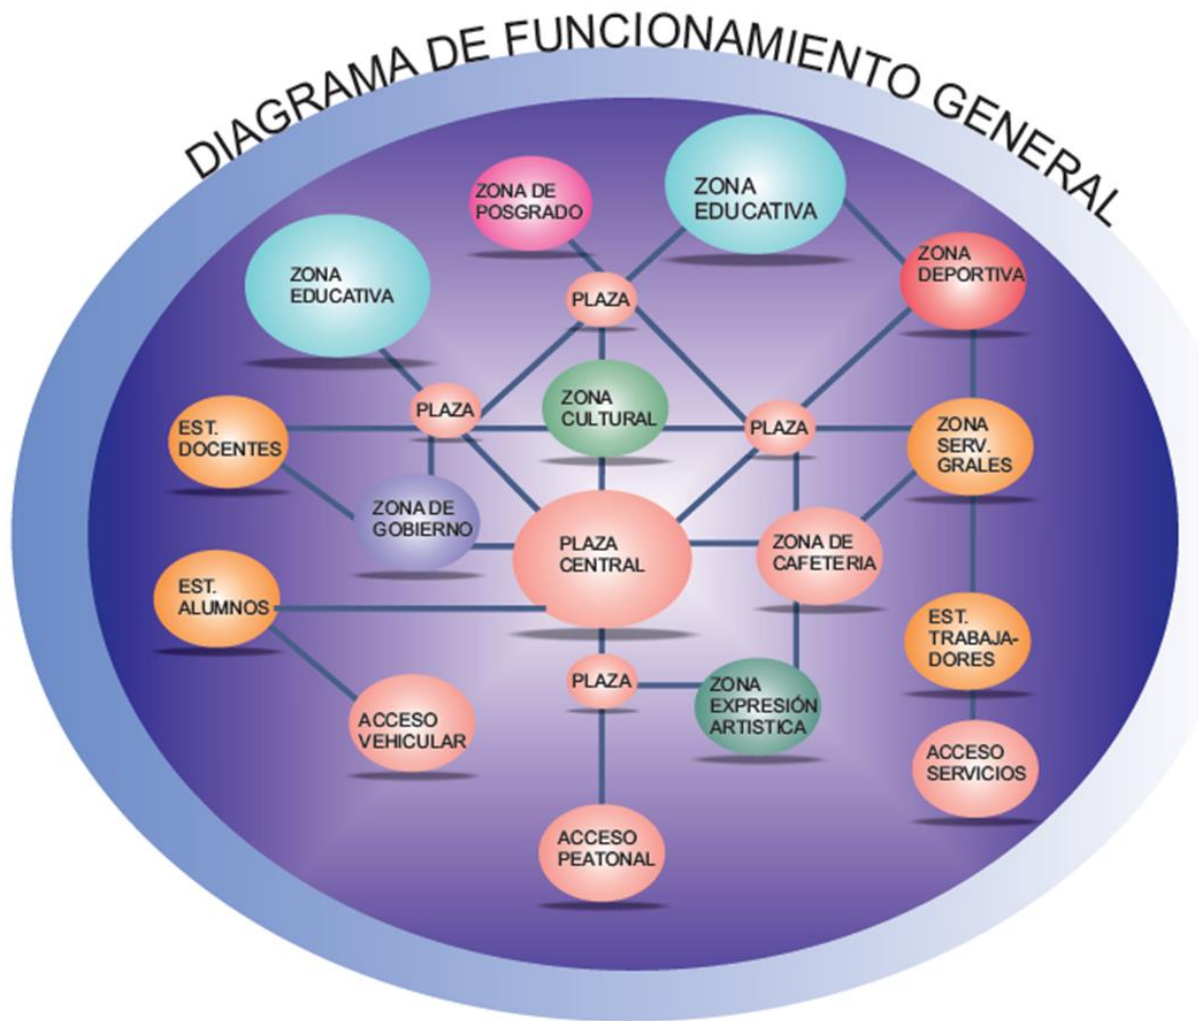 DIAGRAMA DE FUNCIONAMIENTO GENERAL
ZONA DE
POSGRADO
ZONA
EDUCATIVA
ZONA
EDUCATIVA
ZONA
DEPORTIVA
PLAZA
PLAZA
ZONA
CULTURAL
PLAZA
EST.
DOCENTES
ZONA
SERV.
GRALES
ZONA DE
GOBIERNO
PLAZA
CENTRAL
ZONA DE
CAFETERIA
EST.
ALUMNOS
EST.
TRABAJA-
DORES
PLAZA
ZONA
EXPRESIÓN
ARTISTICA
ACCESO
VEHICULAR
ACCESO
SERVICIOS
ACCESO
PEATONAL